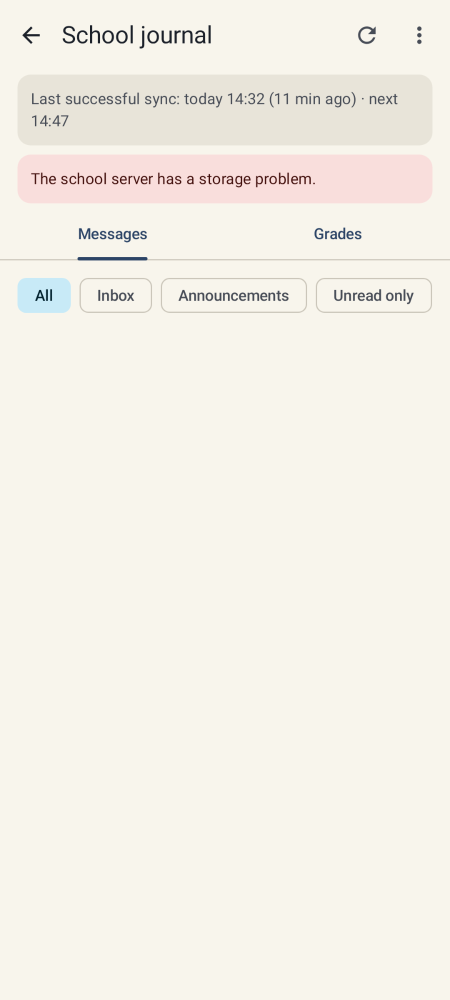 School journal
Last successful sync: today 14:32 (11 min ago) · next
14:47
The school server has a storage problem.
Messages
Grades
All
Inbox
Announcements
Unread only